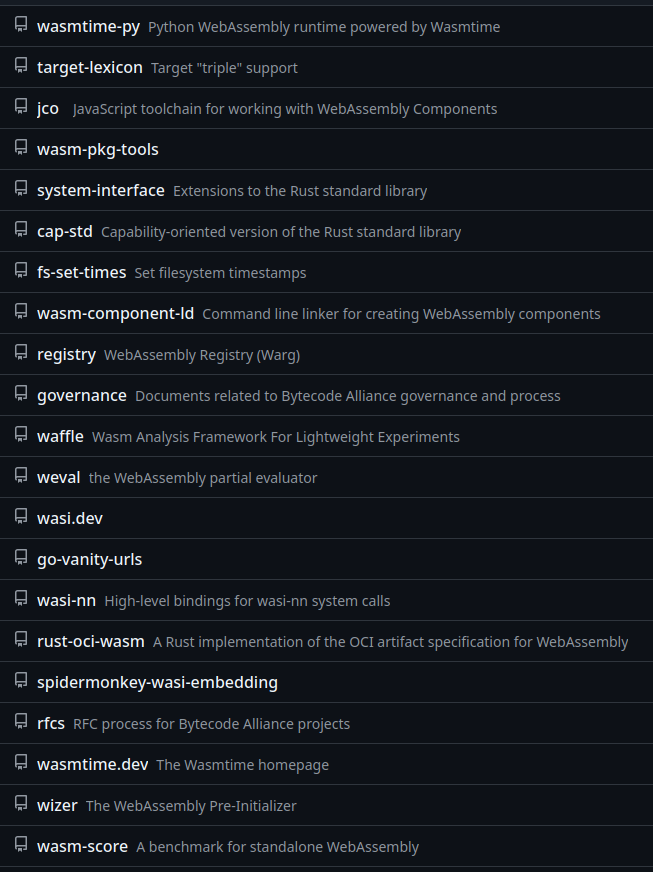 wasmtime-py Python WebAssembly runtime powered by Wasmtime
target-lexicon Target "triple" support
jco JavaScript toolchain for working with WebAssembly Components
wasm-pkg-tools
system-interface Extensions to the Rust standard library
cap-std Capability-oriented version of the Rust standard library
fs-set-times Set filesystem timestamps
wasm-component-ld Command line linker for creating WebAssembly components
registry WebAssembly Registry (Warg)
governance Documents related to Bytecode Alliance governance and process
waffle Wasm Analysis Framework For Lightweight Experiments
weval the WebAssembly partial evaluator
wasi.dev
go-vanity-urls
wasi-nn High-level bindings for wasi-nn system calls
rust-oci-wasm A Rust implementation of the OCI artifact specification for WebAssembly
spidermonkey-wasi-embedding
rfcs RFC process for Bytecode Alliance projects
wasmtime.dev The Wasmtime homepage
wizer The WebAssembly Pre-Initializer
wasm-score A benchmark for standalone WebAssembly